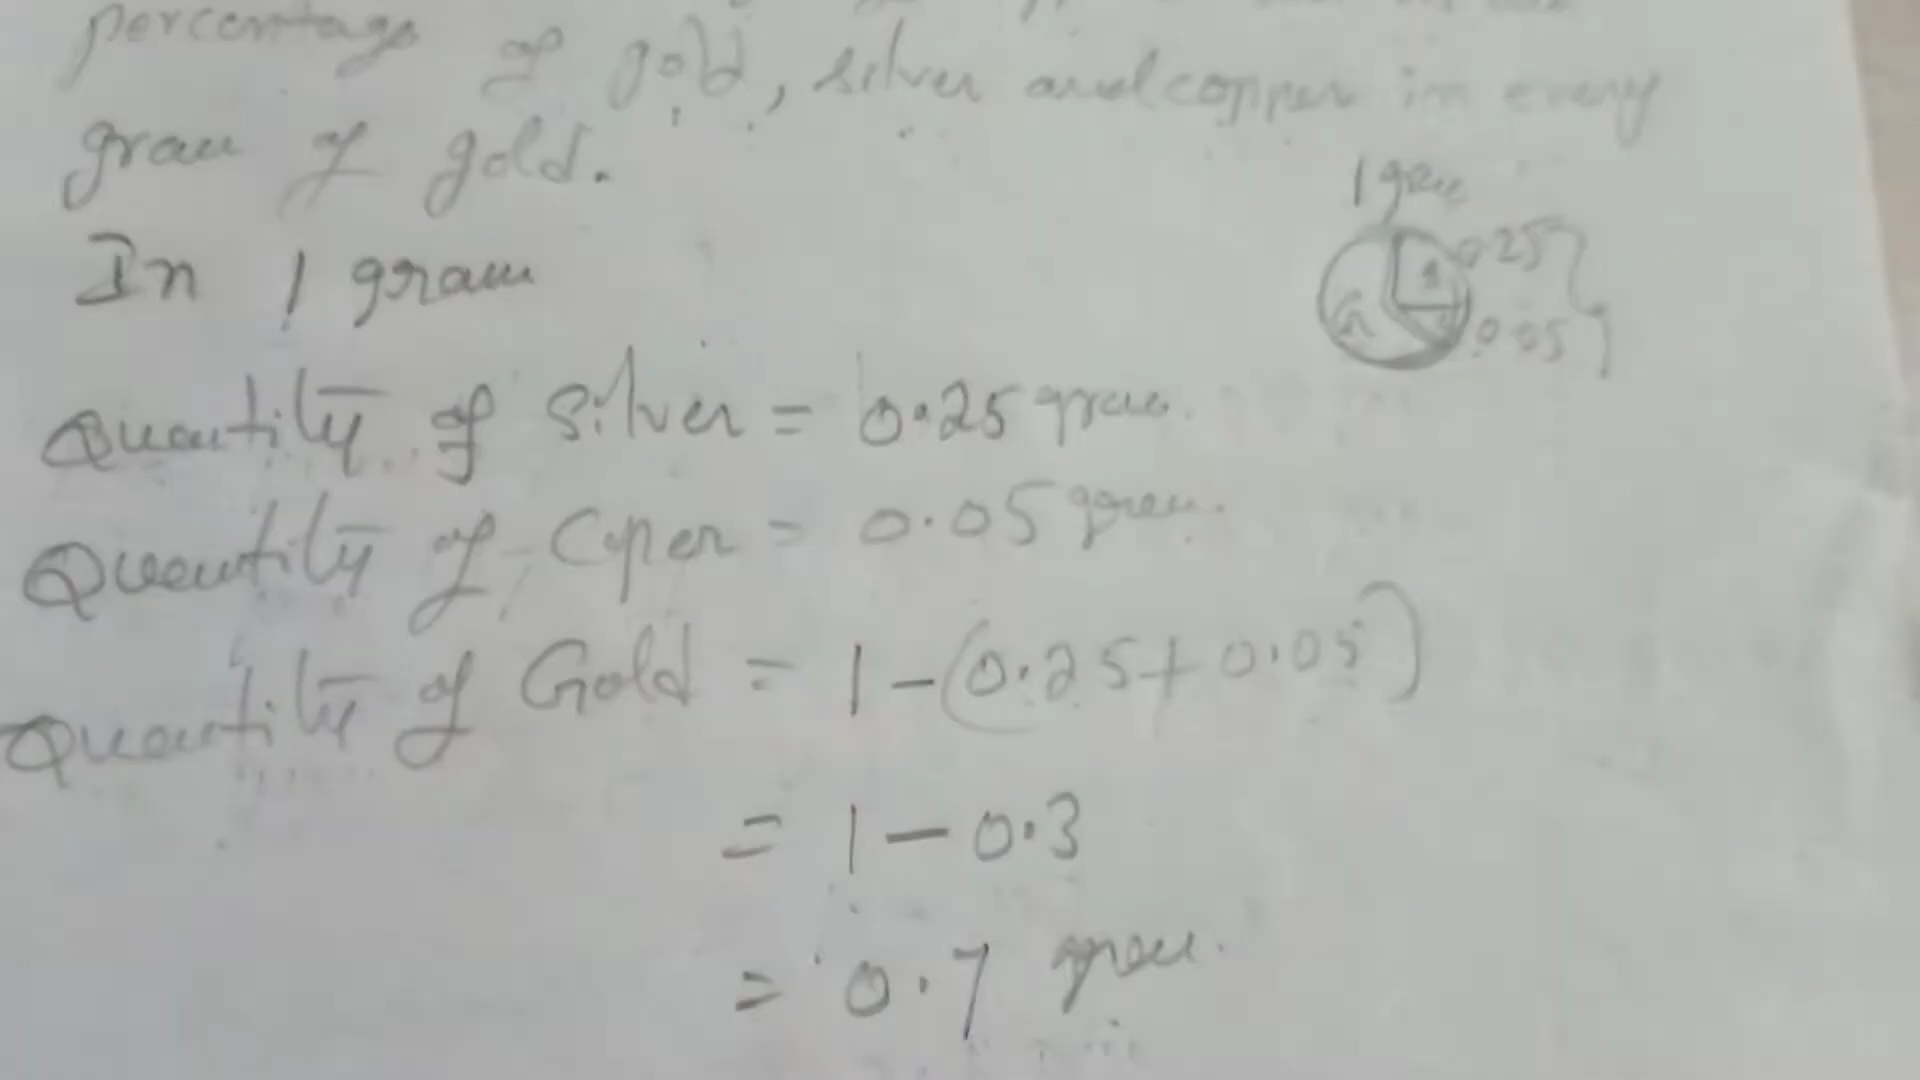 percentage of gold, silver and copper in every
gram of gold.
1 gram
In 1 gram
0.25
S
G
0.05
Quantity of Silver = 0.25 gram.
Quantity of Cper = 0.05 gram.
Quantity of Gold = 1 - (0.25 + 0.05)
= 1 - 0.3
= 0.7 gram.